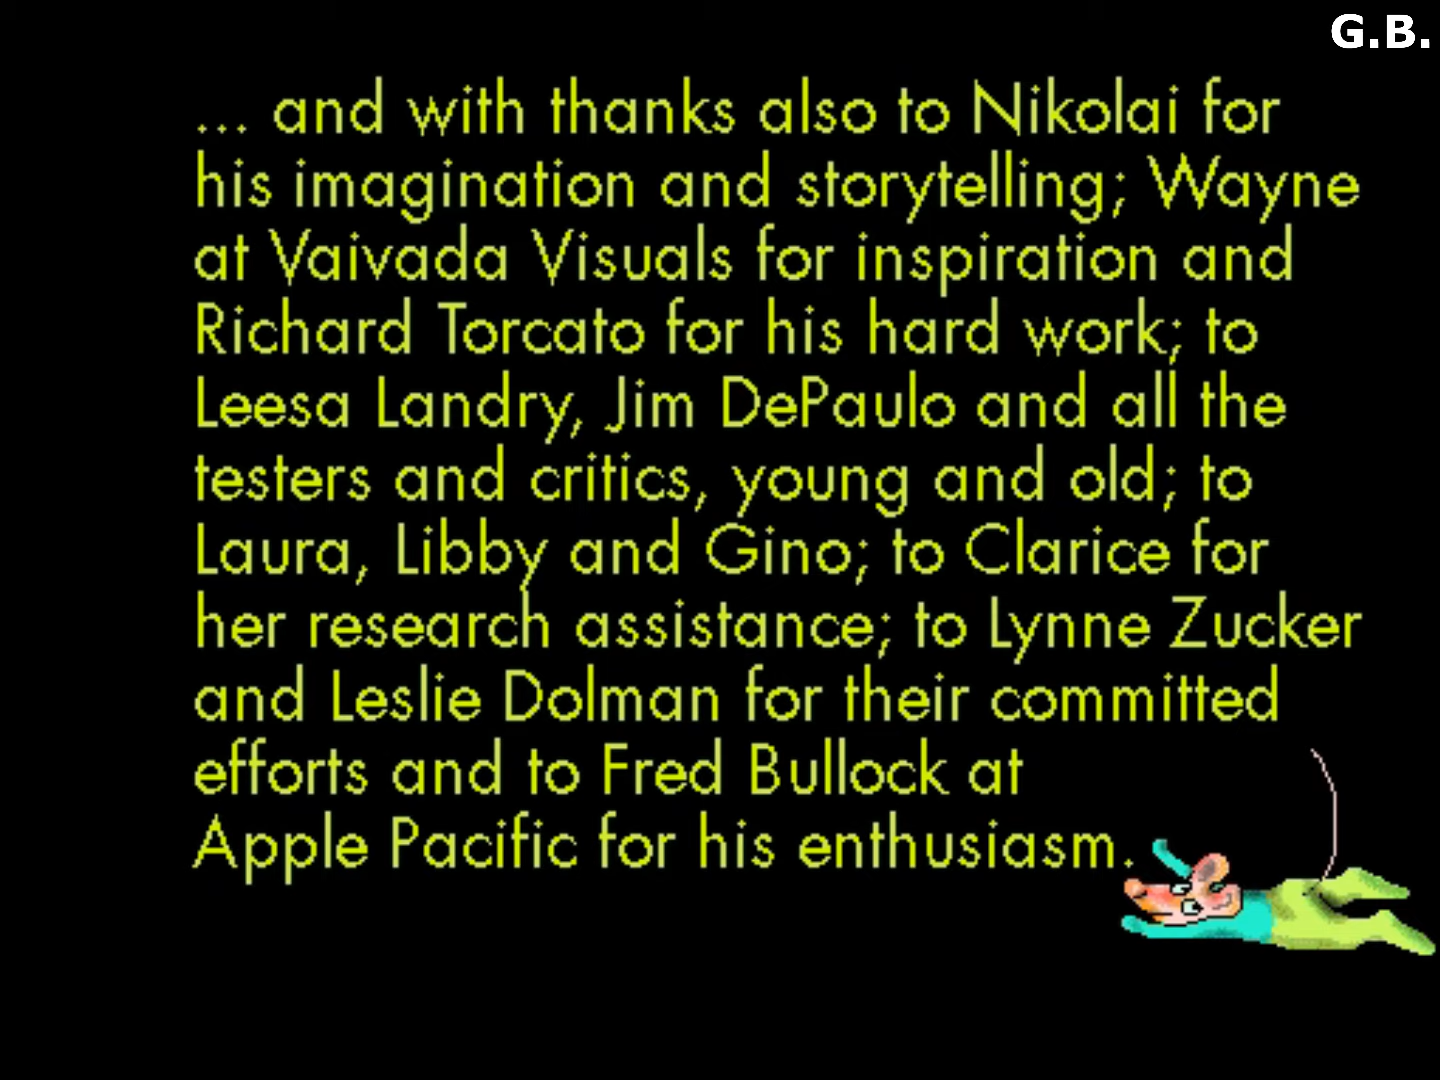 G.B.
... and with thanks also to Nikolai for
his imagination and storytelling; Wayne
at Vaivada Visuals for inspiration and
Richard Torcato for his hard work; to
Leesa Landry, Jim DePaulo and all the
testers and critics, young and old; to
Laura, Libby and Gino; to Clarice for
her research assistance; to Lynne Zucker
and Leslie Dolman for their committed
efforts and to Fred Bullock at
Apple Pacific for his enthusiasm.